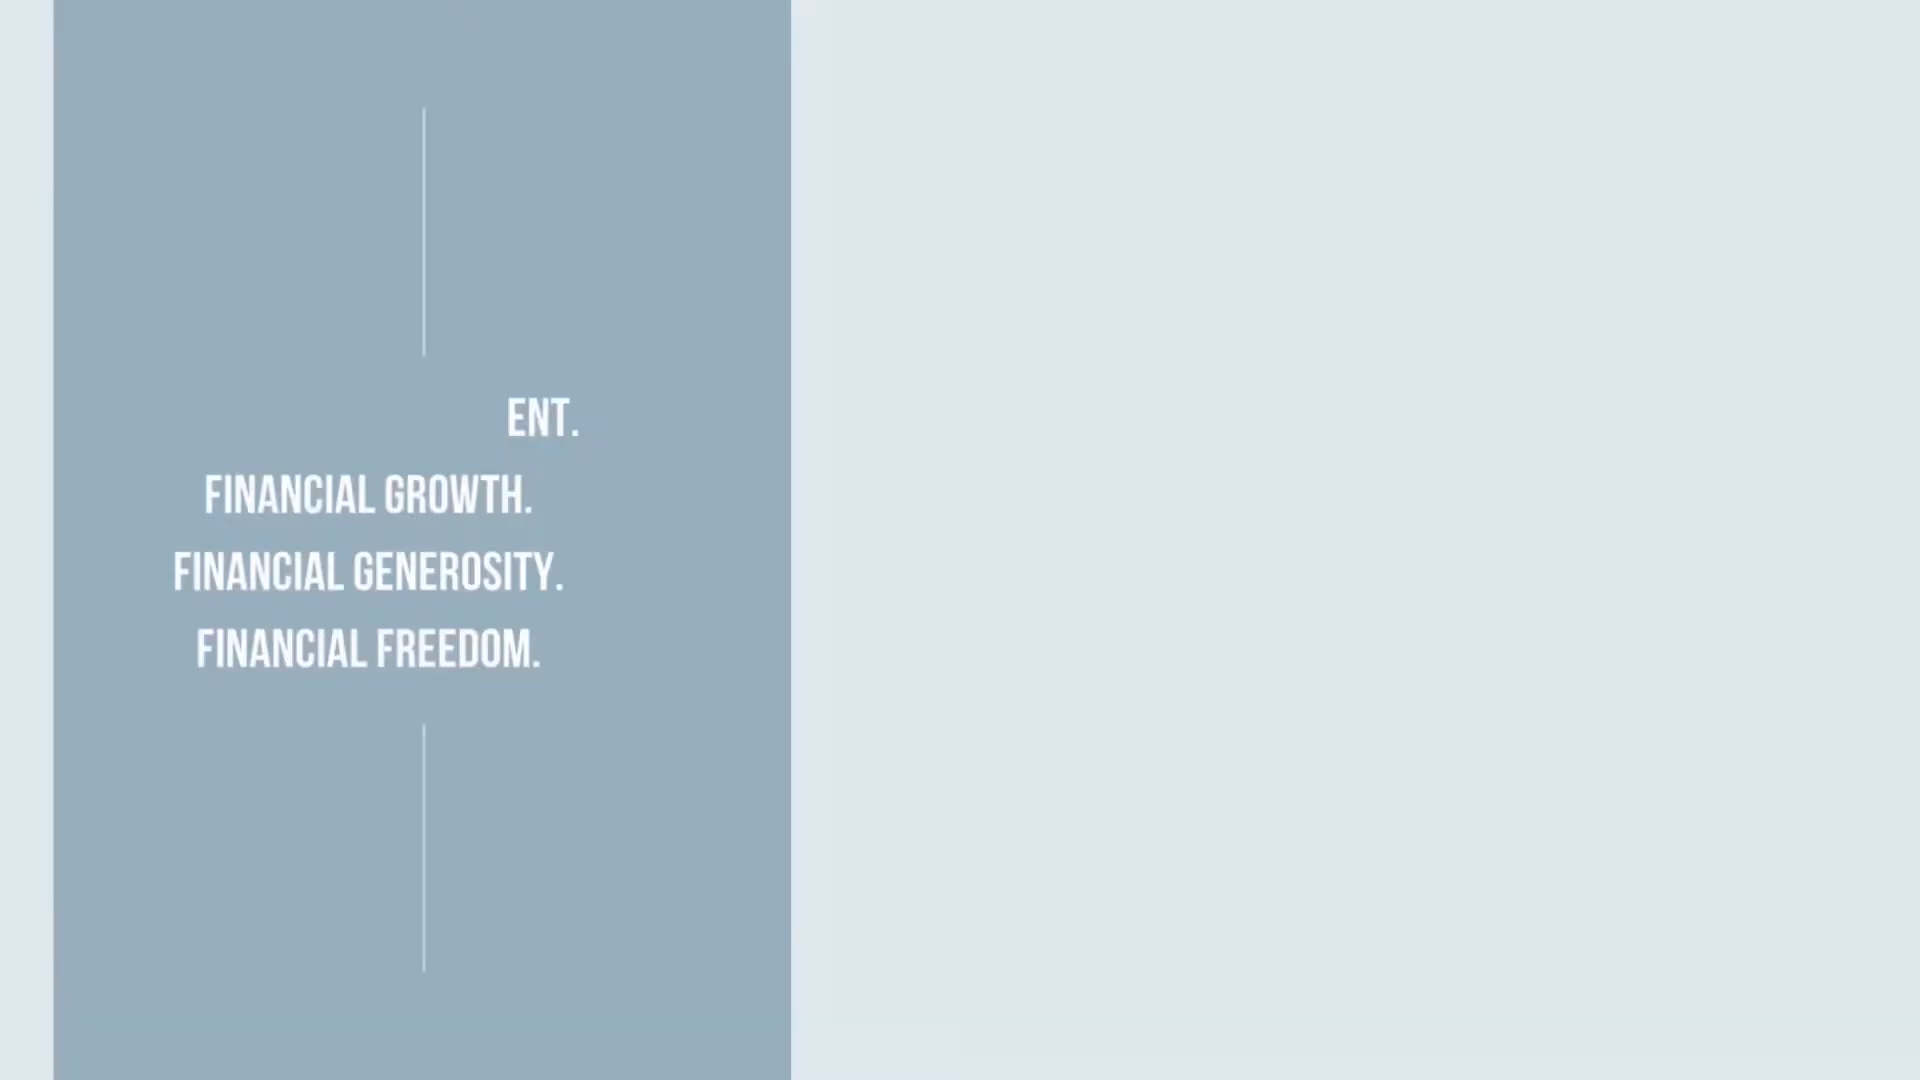 ENT.
FINANCIAL GROWTH.
FINANCIAL GENEROSITY.
FINANCIAL FREEDOM.